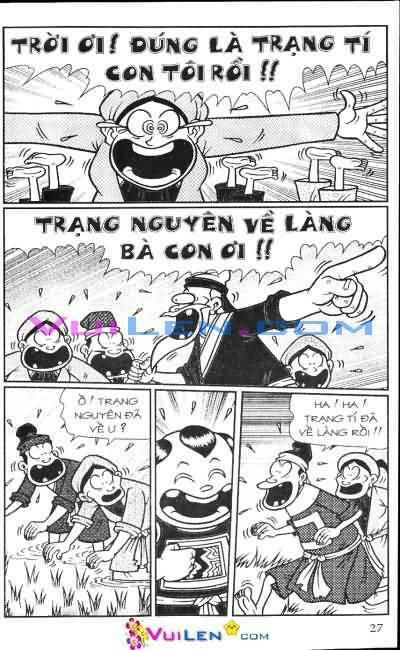 TRỜI ƠI! ĐÚNG LÀ TRẠNG TÍ
CON TÔI RỒI !!
TRẠNG NGUYÊN VỀ LÀNG
BÀ CON ƠI !!
VUILEN.COM
Ồ! TRẠNG
NGUYÊN ĐÃ
VỀ Ư ?
HA! HA!
TRẠNG TÍ ĐÃ
VỀ LÀNG RỒI !!
27
VUILEN.COM